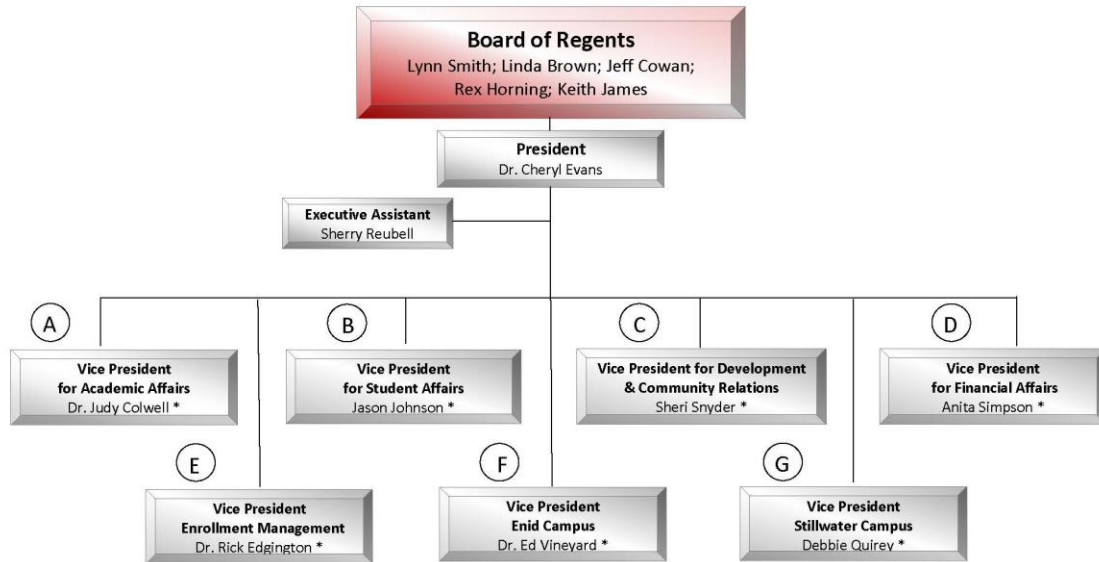 Board of Regents
Lynn Smith; Linda Brown; Jeff Cowan;
Rex Horning; Keith James
President
Dr. Cheryl Evans
Executive Assistant
Sherry Reubell
A
Vice President
for Academic Affairs
Dr. Judy Colwell *
B
Vice President
for Student Affairs
Jason Johnson *
C
Vice President for Development
& Community Relations
Sheri Snyder *
D
Vice President
for Financial Affairs
Anita Simpson *
E
Vice President
Enrollment Management
Dr. Rick Edgington *
F
Vice President
Enid Campus
Dr. Ed Vineyard *
G
Vice President
Stillwater Campus
Debbie Quirey *